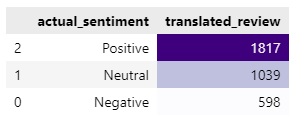 actual_sentiment translated_review
2 Positive 1817
1 Neutral 1039
0 Negative 598